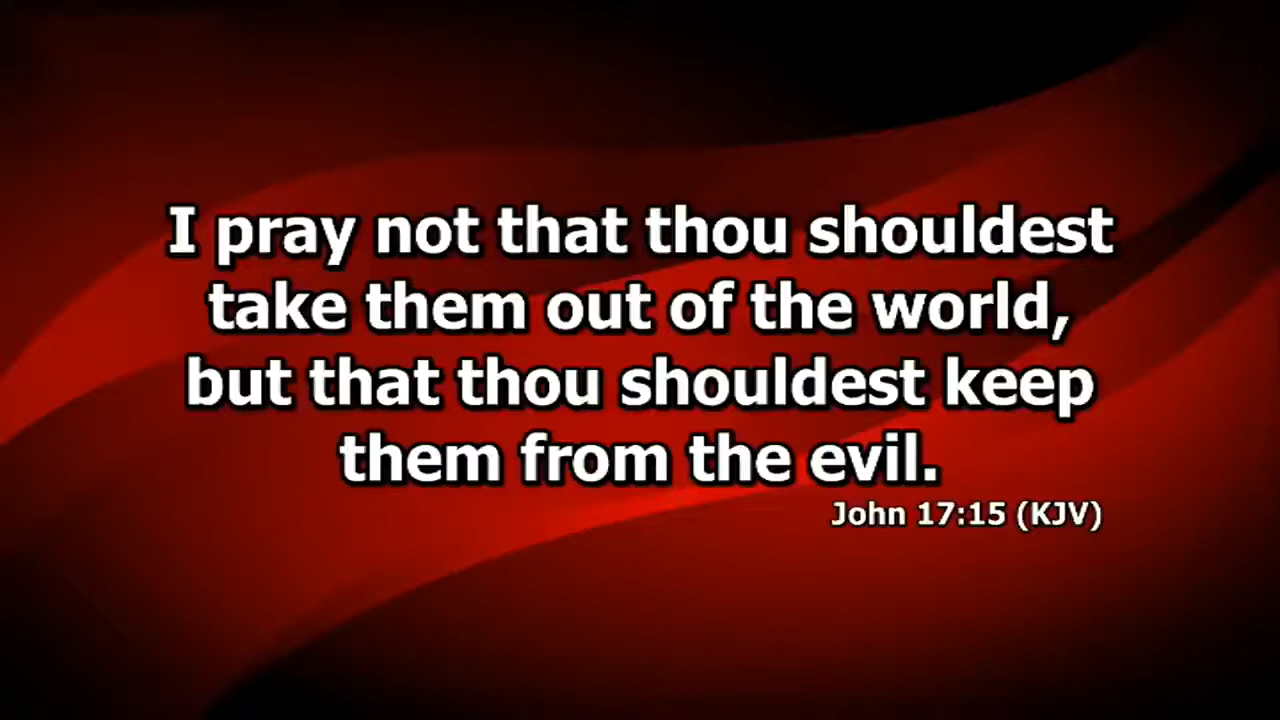 I pray not that thou shouldest
take them out of the world,
but that thou shouldest keep
them from the evil.
John 17:15 (KJV)